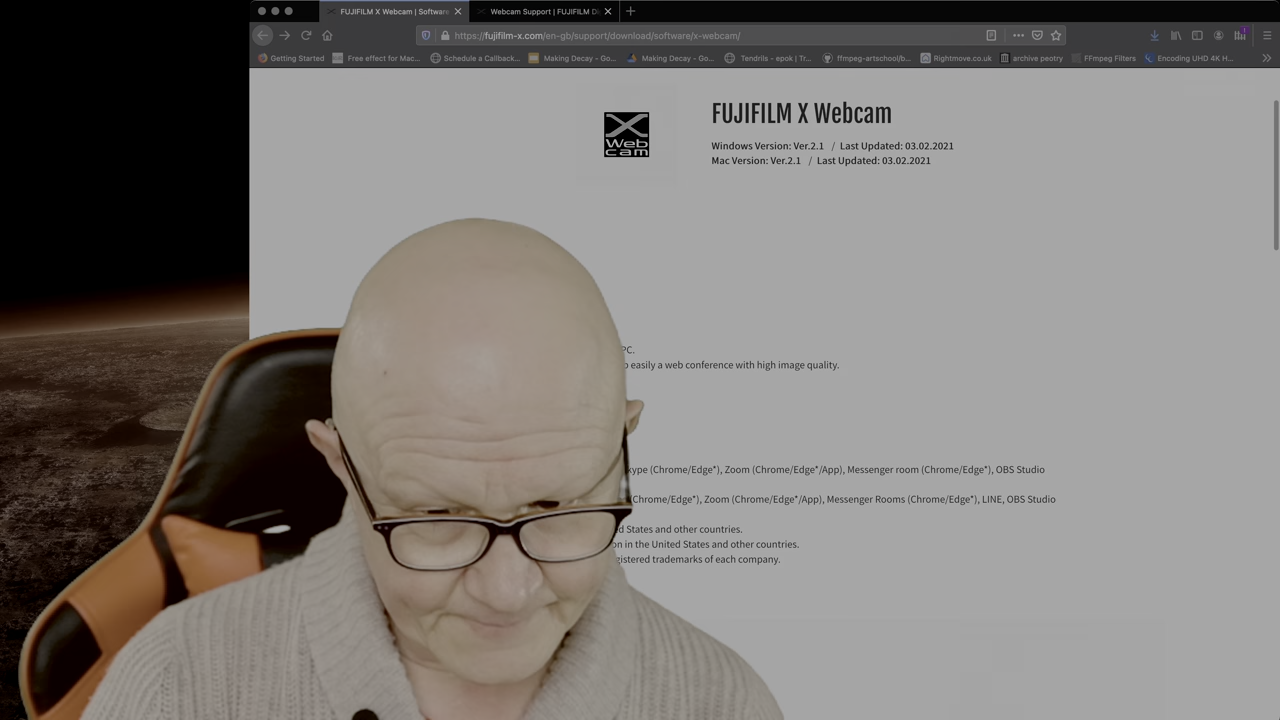 FUJIFILM X Webcam | Software
Webcam Support | FUJIFILM Di
https://fujifilm-x.com/en-gb/support/download/software/x-webcam/
Getting Started
Free effect for Mac...
Schedule a Callback...
Making Decay - Go...
Making Decay - Go...
Tendrils - epok | Tr...
ffmpeg-artschool/b...
Rightmove.co.uk
archive peotry
FFmpeg Filters
Encoding UHD 4K H...
X
Web
cam
FUJIFILM X Webcam
Windows Version: Ver.2.1 / Last Updated: 03.02.2021
Mac Version: Ver.2.1 / Last Updated: 03.02.2021
PC.
easily a web conference with high image quality.
(Chrome/Edge*), Zoom (Chrome/Edge*/App), Messenger room (Chrome/Edge*), OBS Studio
(Chrome/Edge*), Zoom (Chrome/Edge*/App), Messenger Rooms (Chrome/Edge*), LINE, OBS Studio
States and other countries.
in the United States and other countries.
trademarks of each company.